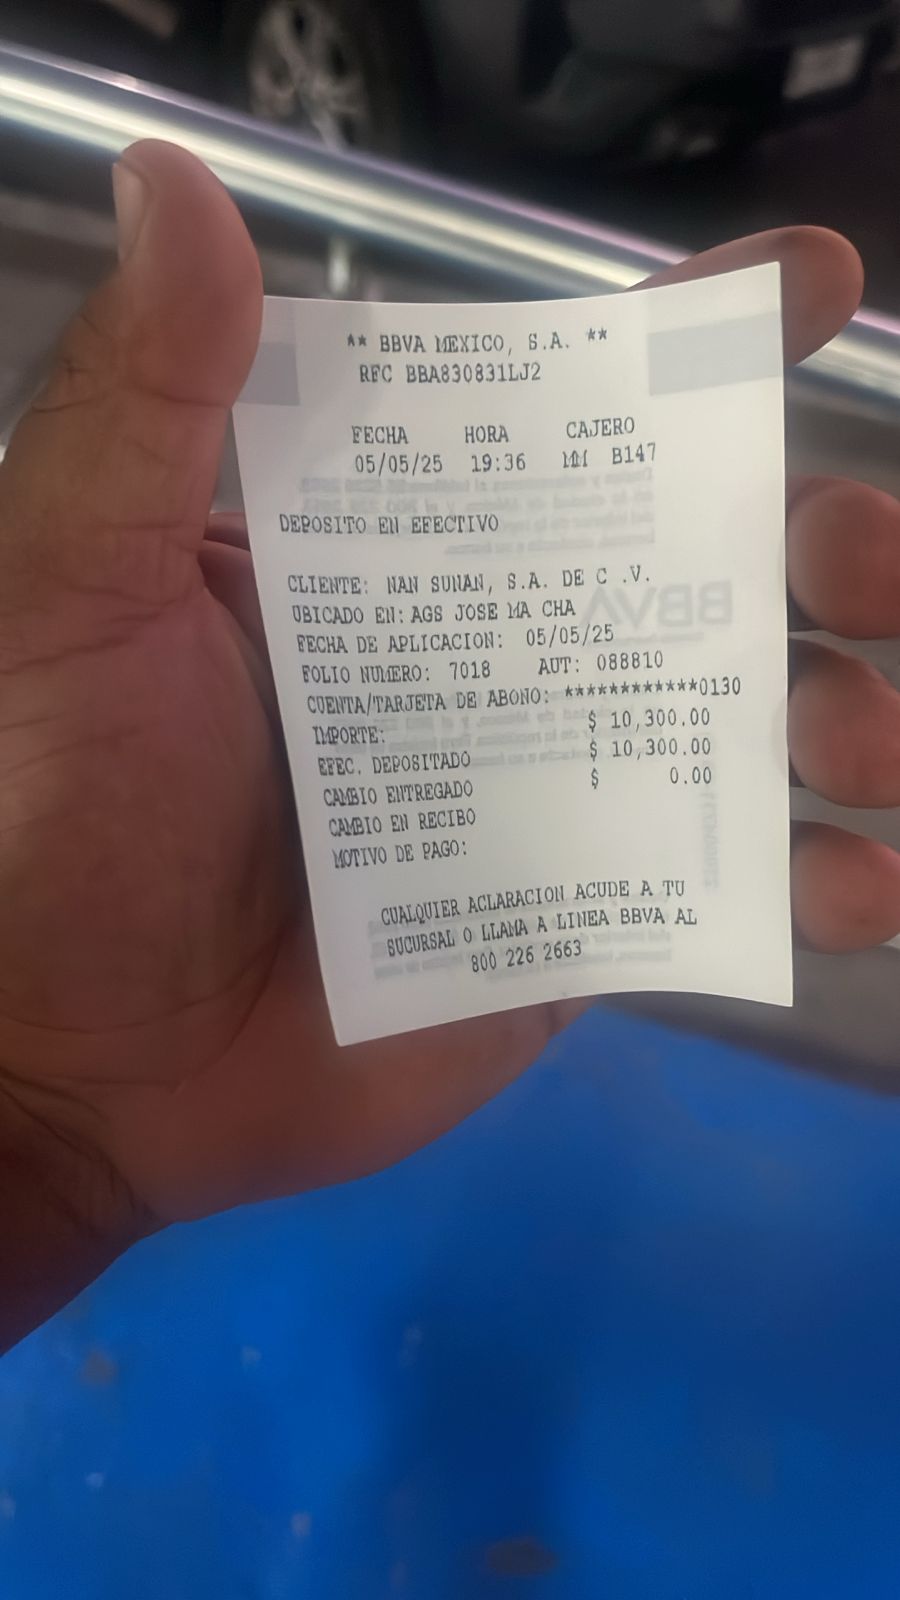 ** BBVA MEXICO, S.A. **
RFC BBA830831LJ2
FECHA HORA CAJERO
05/05/25 19:36 MM B147
DEPOSITO EN EFECTIVO
CLIENTE: NAN SUNAN, S.A. DE C .V.
UBICADO EN: AGS JOSE MA CHA
FECHA DE APLICACION: 05/05/25
FOLIO NUMERO: 7018 AUT: 088810
CUENTA/TARJETA DE ABONO: ************0130
IMPORTE: $ 10,300.00
EFEC. DEPOSITADO $ 10,300.00
CAMBIO ENTREGADO $ 0.00
CAMBIO EN RECIBO
MOTIVO DE PAGO:
CUALQUIER ACLARACION ACUDE A TU
SUCURSAL O LLAMA A LINEA BBVA AL
800 226 2663
BBVA